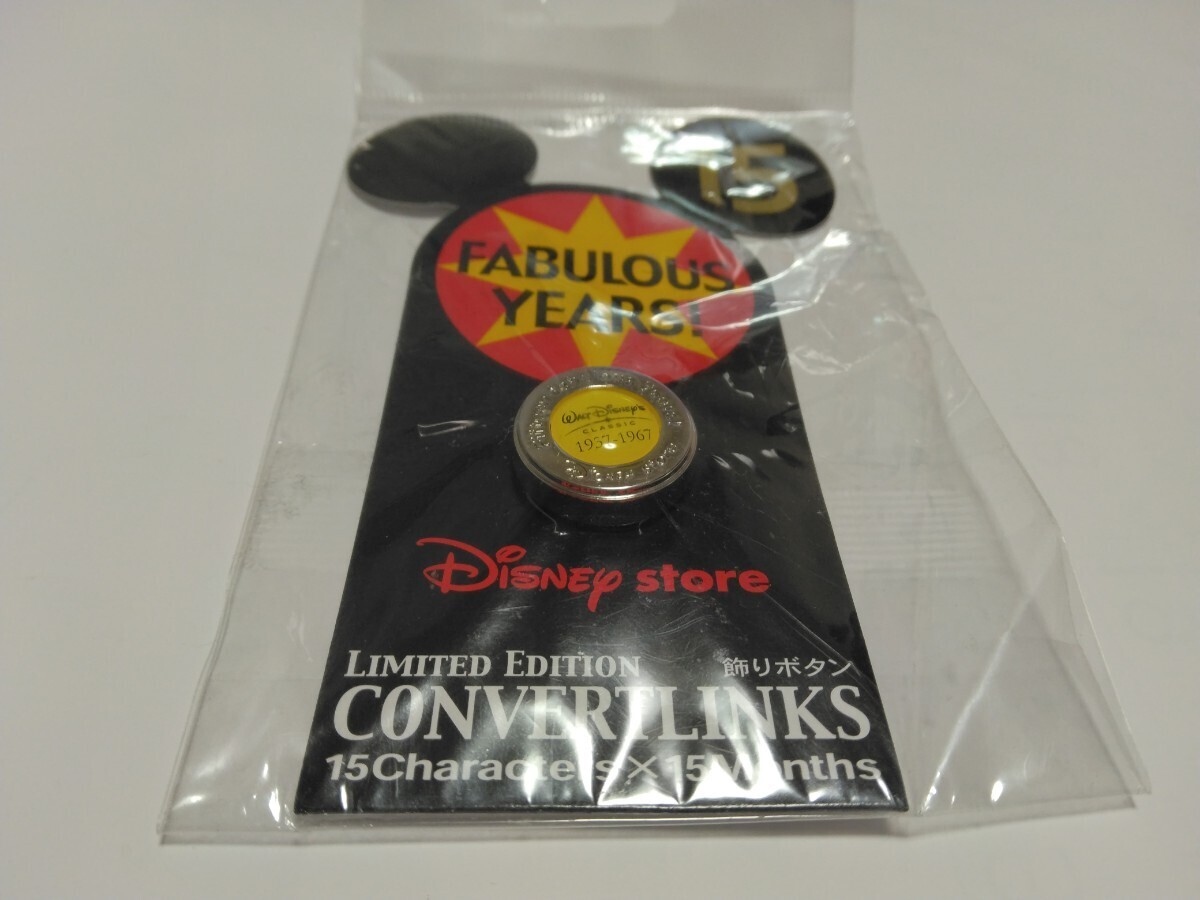 15
FABULOUS
YEARS!
WALT DISNEY'S
CLASSIC
1957-1967
DISNEY store
LIMITED EDITION 飾りボタン
CONVERTLINKS
15Characters×15Months